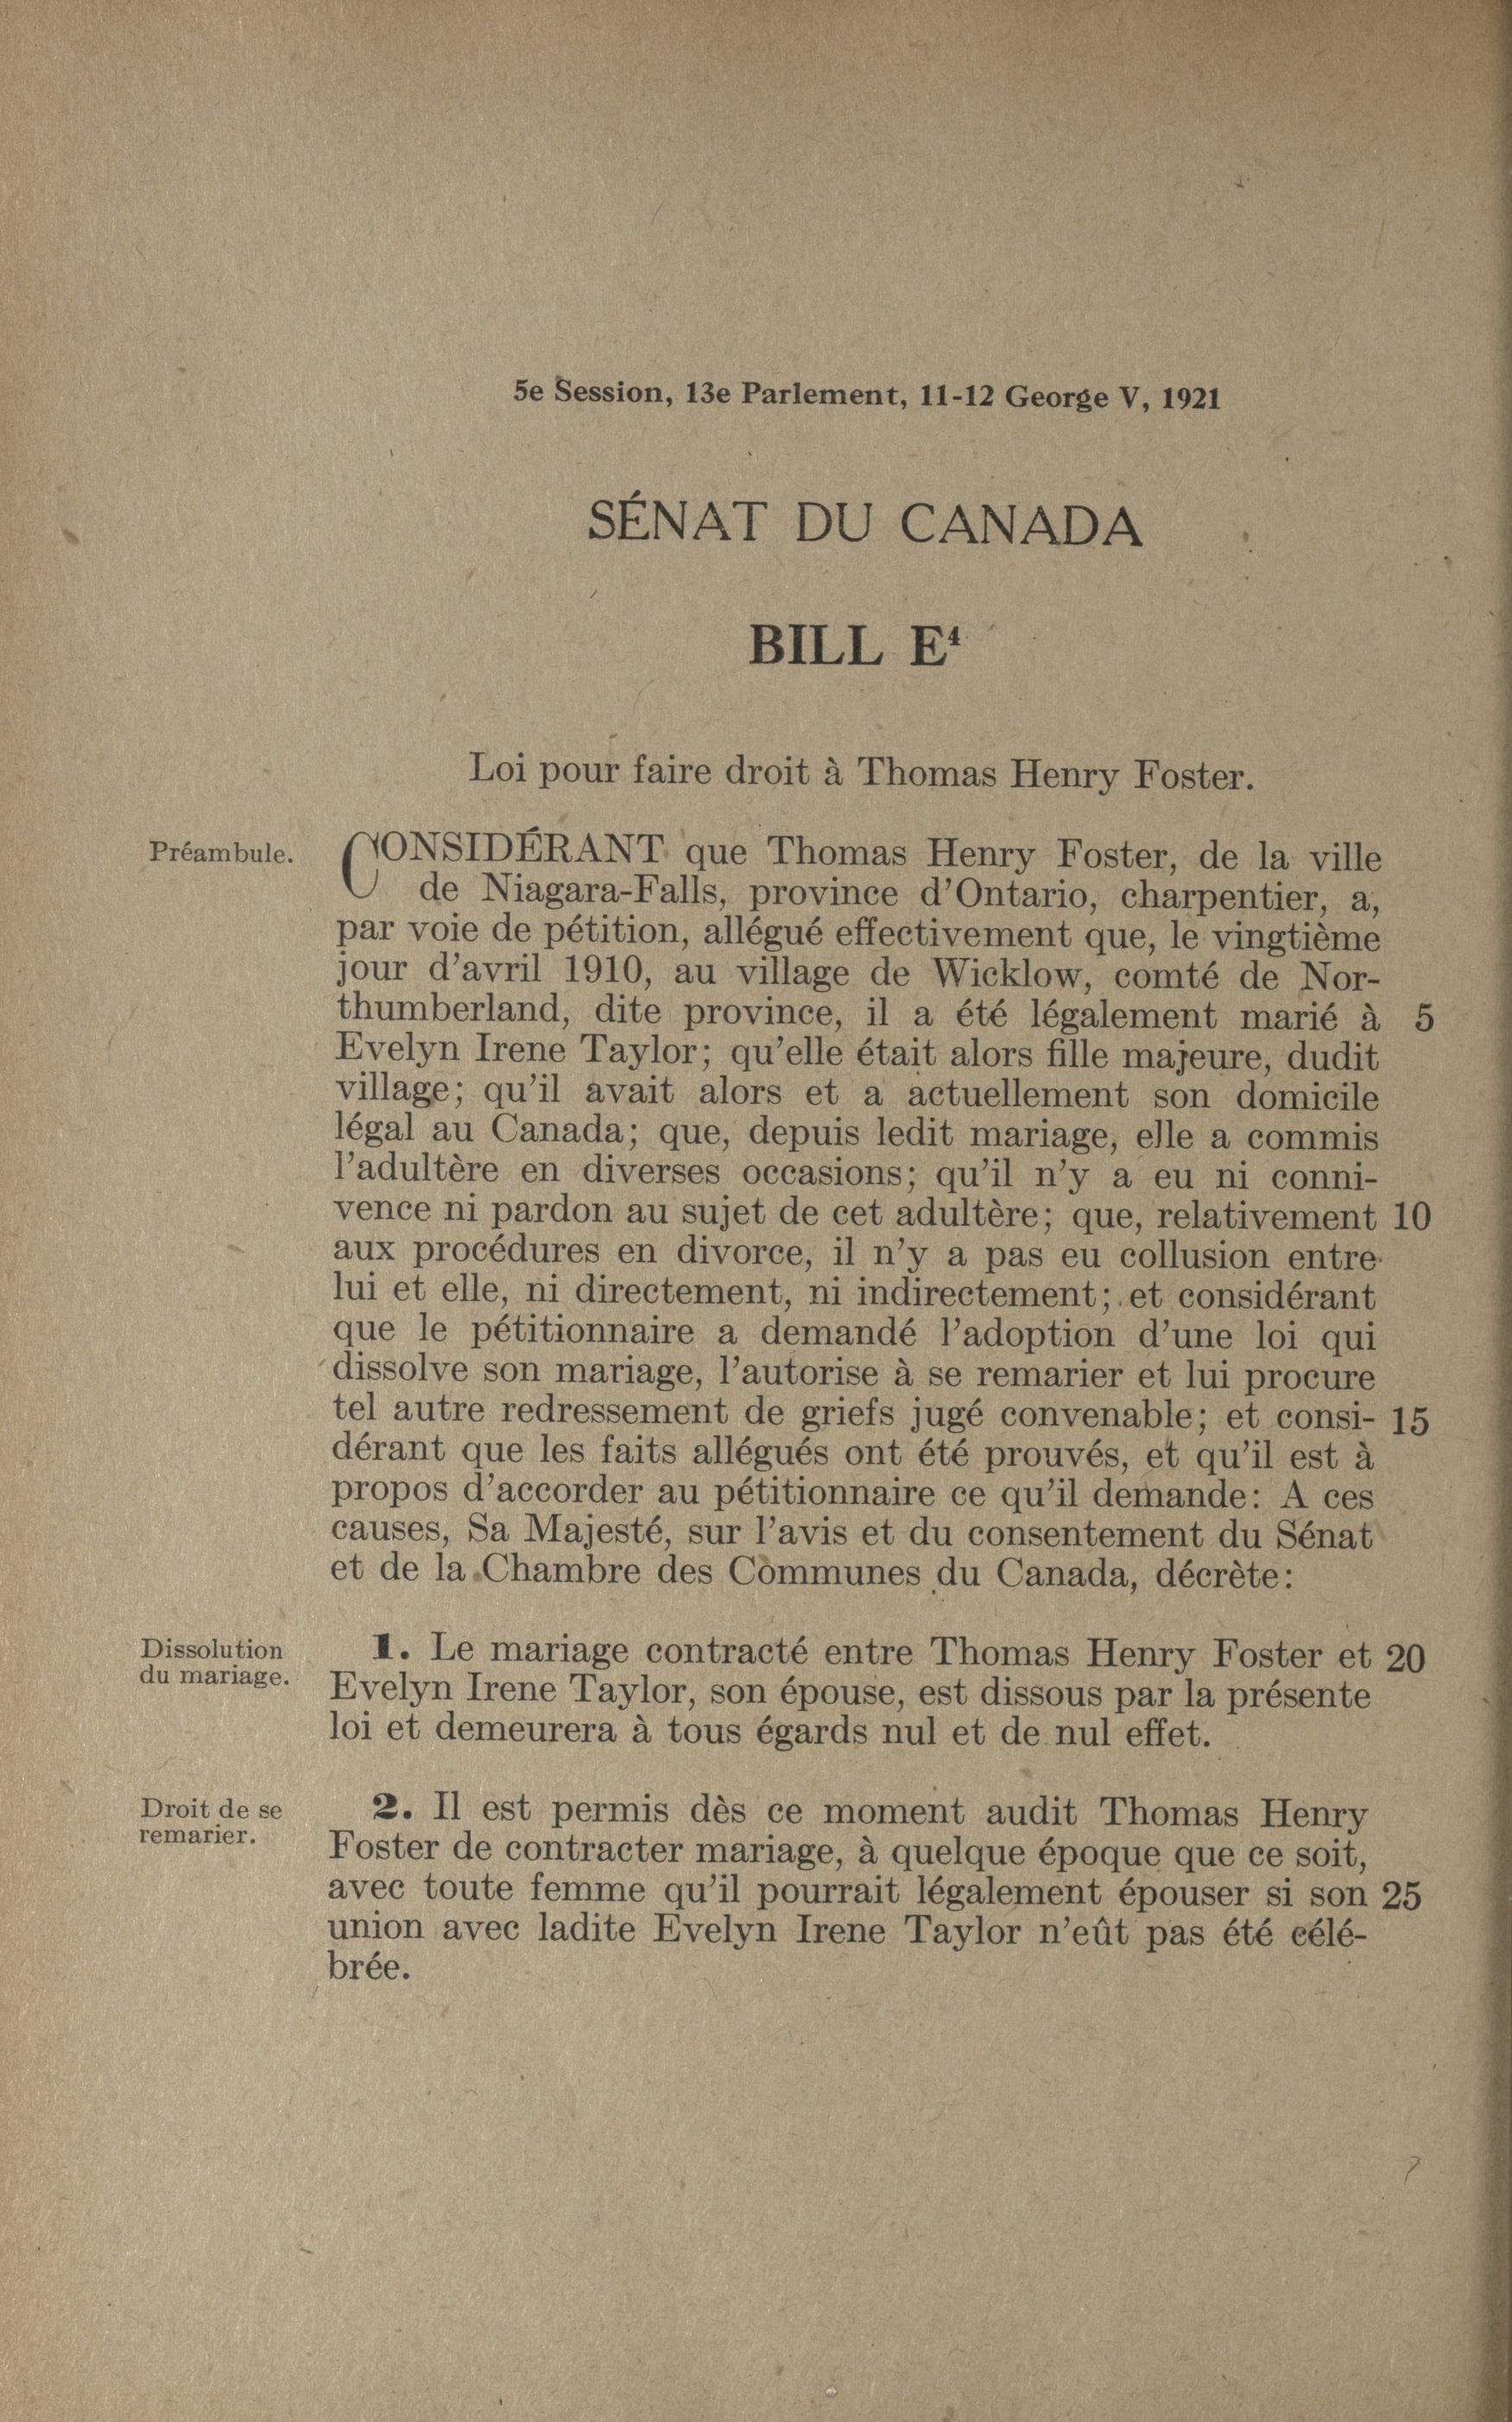 5e Session, 13e Parlement, 11-12 George V, 1921
SÉNAT DU CANADA
BILL E⁴
Loi pour faire droit à Thomas Henry Foster.
Préambule.
CONSIDÉRANT que Thomas Henry Foster, de la ville
de Niagara-Falls, province d'Ontario, charpentier, a,
par voie de pétition, allégué effectivement que, le vingtième
jour d'avril 1910, au village de Wicklow, comté de Nor-
thumberland, dite province, il a été légalement marié à 5
Evelyn Irene Taylor; qu'elle était alors fille majeure, dudit
village; qu'il avait alors et a actuellement son domicile
légal au Canada; que, depuis ledit mariage, elle a commis
l'adultère en diverses occasions; qu'il n'y a eu ni conni-
vence ni pardon au sujet de cet adultère; que, relativement 10
aux procédures en divorce, il n'y a pas eu collusion entre
lui et elle, ni directement, ni indirectement; et considérant
que le pétitionnaire a demandé l'adoption d'une loi qui
dissolve son mariage, l'autorise à se remarier et lui procure
tel autre redressement de griefs jugé convenable; et consi- 15
dérant que les faits allégués ont été prouvés, et qu'il est à
propos d'accorder au pétitionnaire ce qu'il demande: A ces
causes, Sa Majesté, sur l'avis et du consentement du Sénat
et de la Chambre des Communes du Canada, décrète:
Dissolution
du mariage.
1. Le mariage contracté entre Thomas Henry Foster et 20
Evelyn Irene Taylor, son épouse, est dissous par la présente
loi et demeurera à tous égards nul et de nul effet.
Droit de se
remarier.
2. Il est permis dès ce moment audit Thomas Henry
Foster de contracter mariage, à quelque époque que ce soit,
avec toute femme qu'il pourrait légalement épouser si son 25
union avec ladite Evelyn Irene Taylor n'eût pas été célé-
brée.